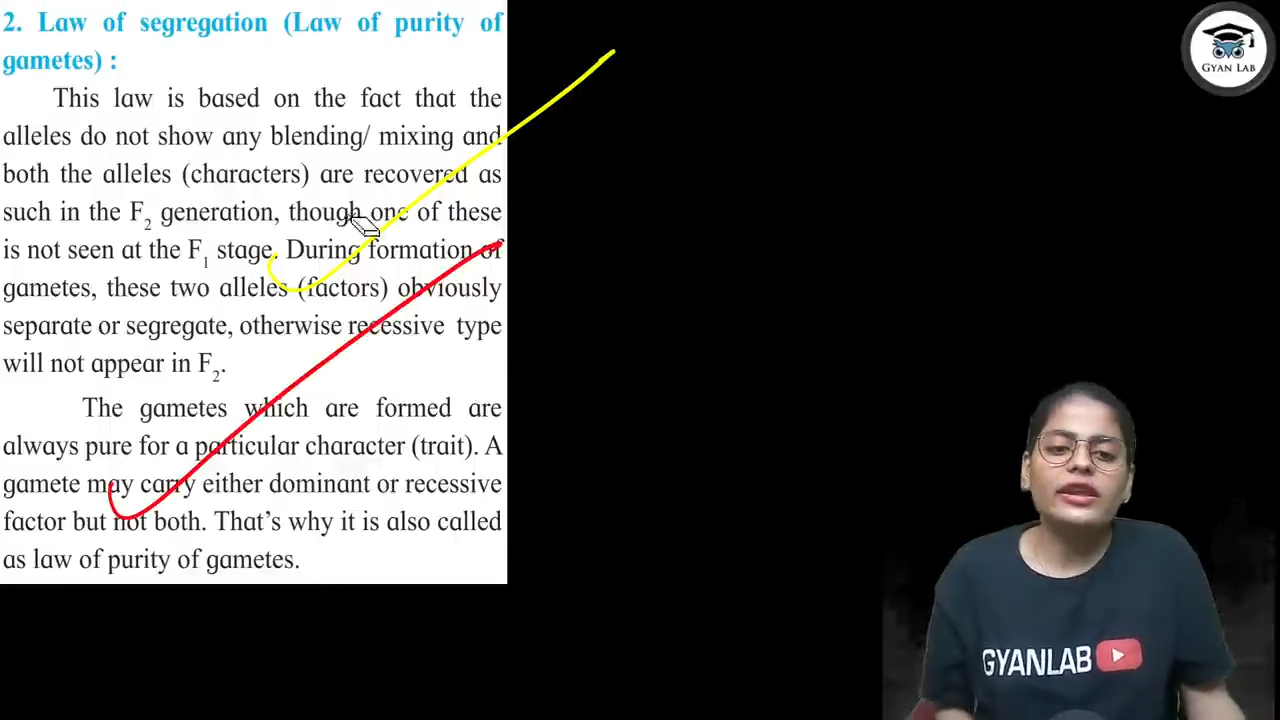 2. Law of segregation (Law of purity of
gametes) :
This law is based on the fact that the
alleles do not show any blending/ mixing and
both the alleles (characters) are recovered as
such in the F2 generation, though one of these
is not seen at the F1 stage. During formation of
gametes, these two alleles (factors) obviously
separate or segregate, otherwise recessive type
will not appear in F2.
The gametes which are formed are
always pure for a particular character (trait). A
gamete may carry either dominant or recessive
factor but not both. That's why it is also called
as law of purity of gametes.
GYAN LAB
GYANLAB